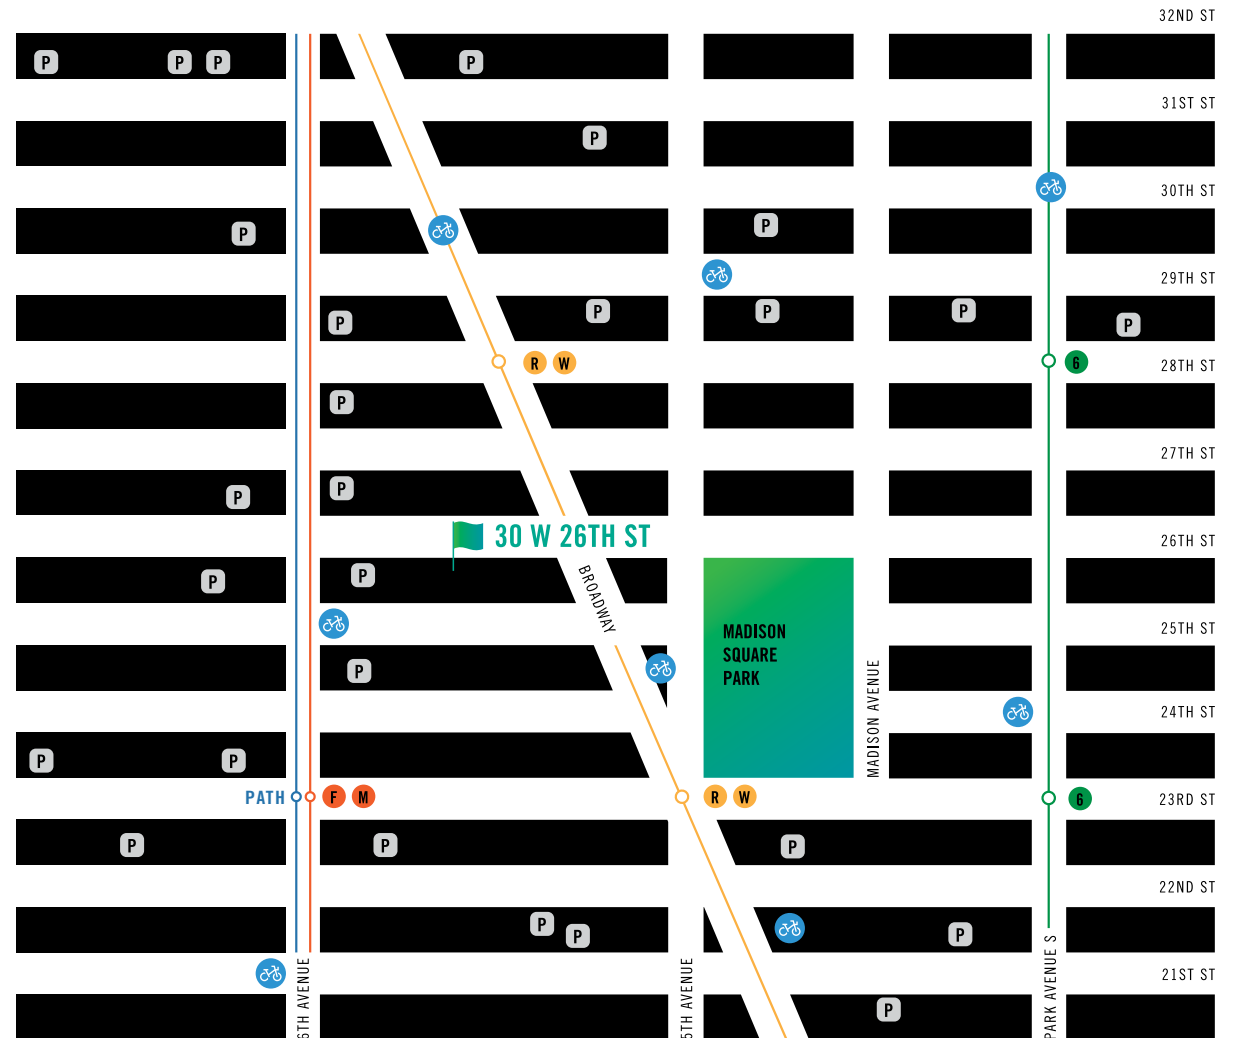 32ND ST
P P P P
31ST ST
P
30TH ST
P P
29TH ST
P P P P P
R W
6
28TH ST
P
27TH ST
P P
30 W 26TH ST
26TH ST
P P
BROADWAY
MADISON
SQUARE
PARK
25TH ST
P
MADISON AVENUE
24TH ST
P P
PATH
F M
R W
6
23RD ST
P P P
22ND ST
P P P
6TH AVENUE
5TH AVENUE
PARK AVENUE S
21ST ST
P